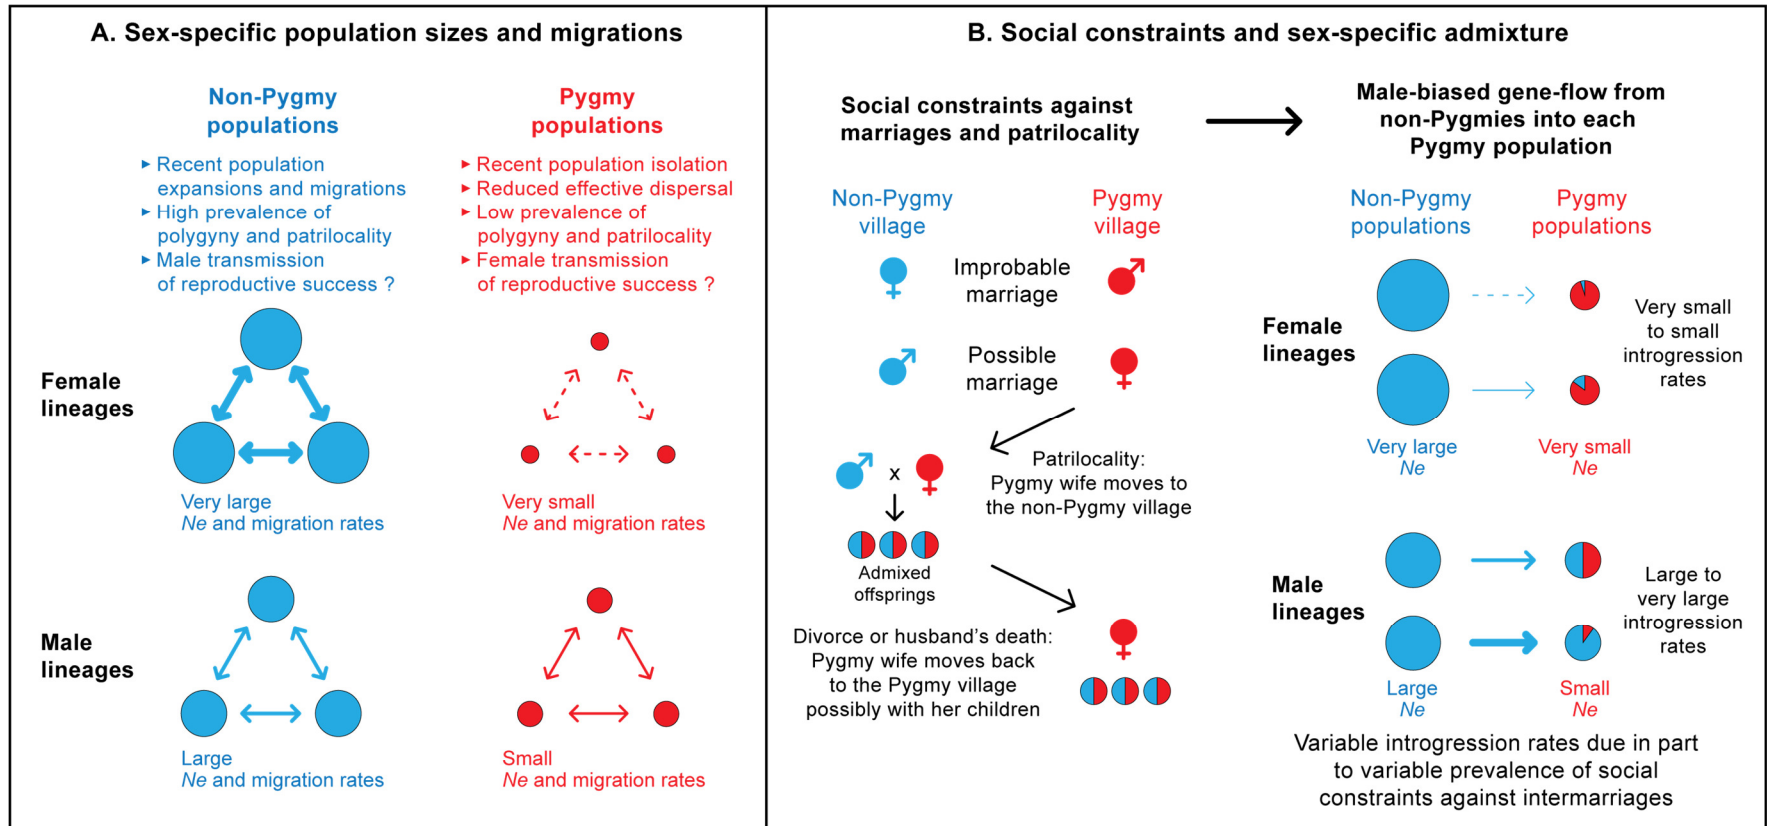 A. Sex-specific population sizes and migrations
Non-Pygmy
populations
Pygmy
populations
▸ Recent population
expansions and migrations
▸ High prevalence of
polygyny and patrilocality
▸ Male transmission
of reproductive success ?
▸ Recent population isolation
▸ Reduced effective dispersal
▸ Low prevalence of
polygyny and patrilocality
▸ Female transmission
of reproductive success ?
Female
lineages
Very large
Ne and migration rates
Very small
Ne and migration rates
Male
lineages
Large
Ne and migration rates
Small
Ne and migration rates
B. Social constraints and sex-specific admixture
Social constraints against
marriages and patrilocality
Male-biased gene-flow from
non-Pygmies into each
Pygmy population
Non-Pygmy
village
Pygmy
village
Improbable
marriage
Possible
marriage
Patrilocality:
Pygmy wife moves to
the non-Pygmy village
x
Admixed
offsprings
Divorce or husband's death:
Pygmy wife moves back
to the Pygmy village
possibly with her children
Non-Pygmy
populations
Pygmy
populations
Female
lineages
Very small
to small
introgression
rates
Very large
Ne
Very small
Ne
Male
lineages
Large to
very large
introgression
rates
Large
Ne
Small
Ne
Variable introgression rates due in part
to variable prevalence of social
constraints against intermarriages